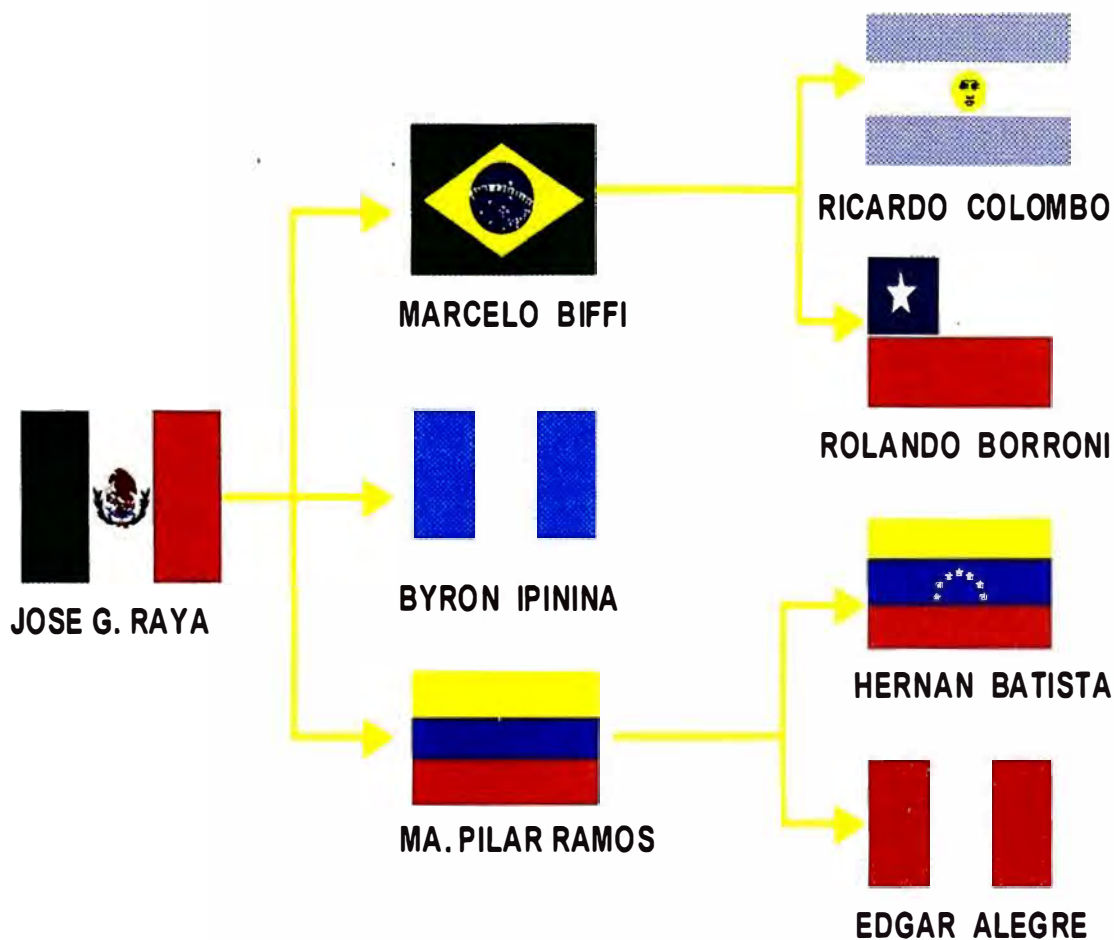 RICARDO COLOMBO
MARCELO BIFFI
ROLANDO BORRONI
JOSE G. RAYA
BYRON IPININA
HERNAN BATISTA
MA. PILAR RAMOS
EDGAR ALEGRE